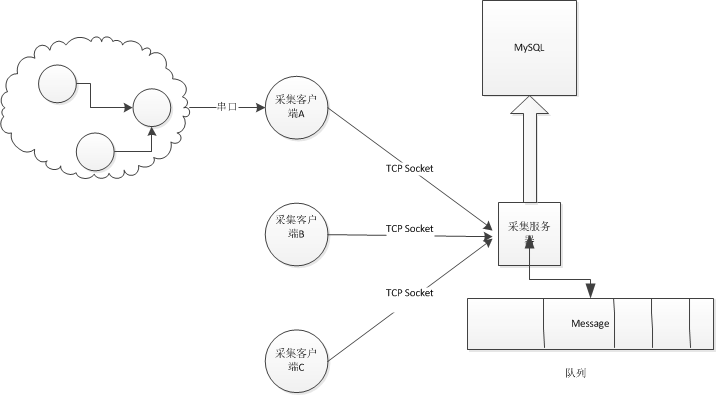 MySQL
串口
采集客户
端A
TCP Socket
采集客户
端B
TCP Socket
采集服务
器
TCP Socket
Message
采集客户
端C
队列